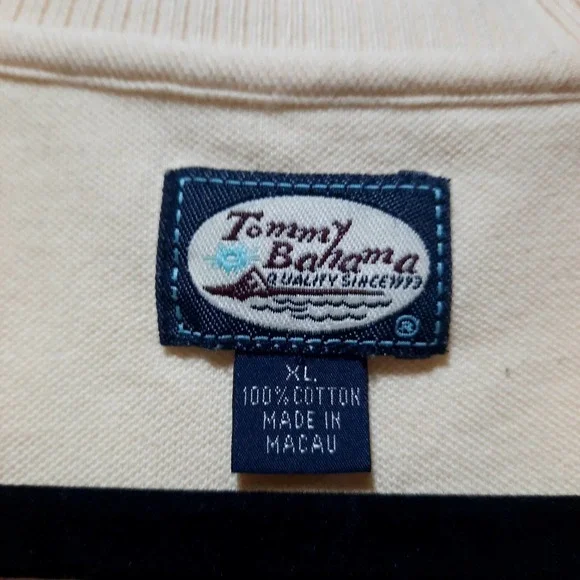 Tommy
Bahama
QUALITY SINCE 1993
®
XL
100% COTTON
MADE IN
MACAU